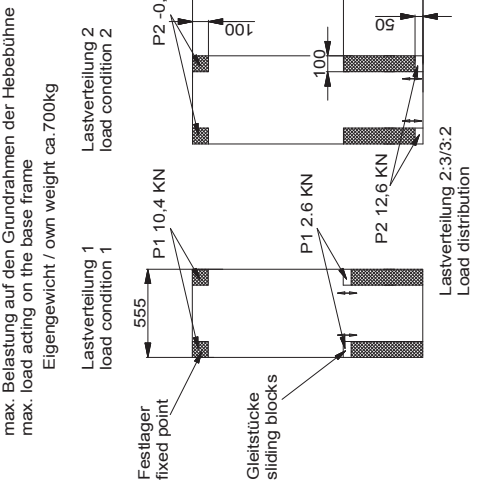 max. Belastung auf den Grundrahmen der Hebebühne
max. load acting on the base frame
Eigengewicht / own weight ca.700kg
Lastverteilung 1
load condition 1
Lastverteilung 2
load condition 2
Festlager
fixed point
555
P1 10,4 KN
P2 -0,
100
100
50
Gleitstücke
sliding blocks
P1 2.6 KN
P2 12,6 KN
Lastverteilung 2:3/3:2
Load distribution